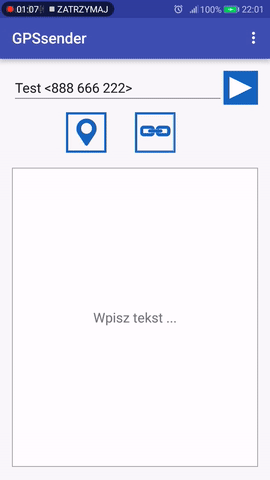 01:07 ZATRZYMAJ 100% 22:01
GPSsender
Test <888 666 222>
Wpisz tekst ...